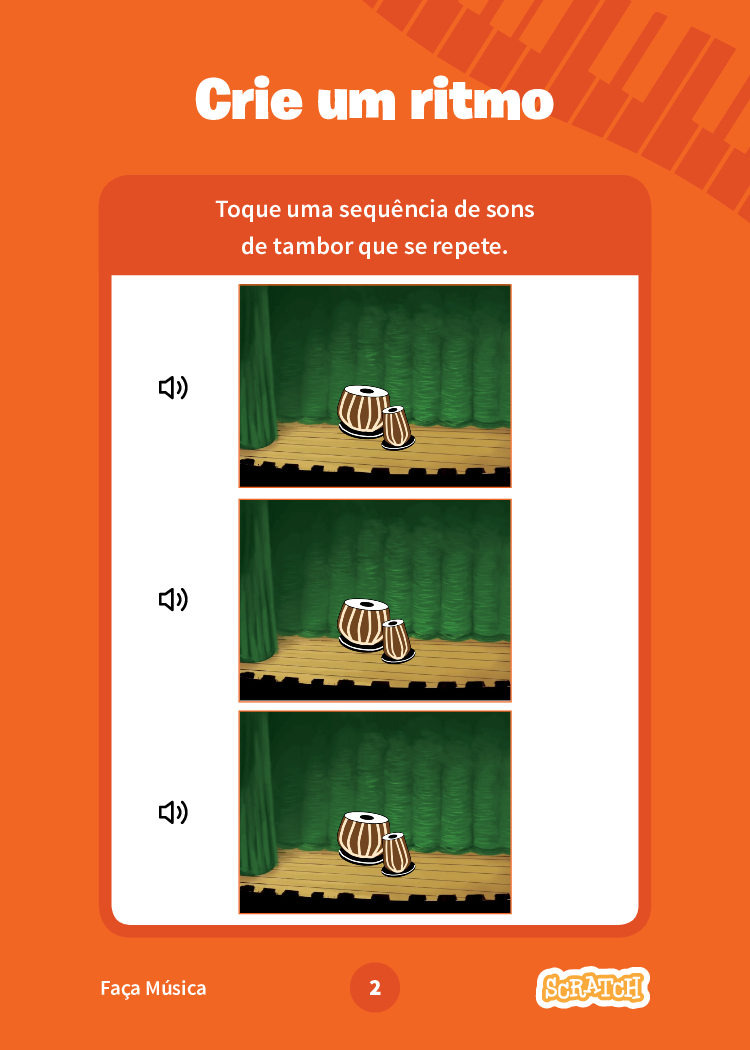 Crie um ritmo
Toque uma sequência de sons
de tambor que se repete.
Faça Música
2
SCRATCH